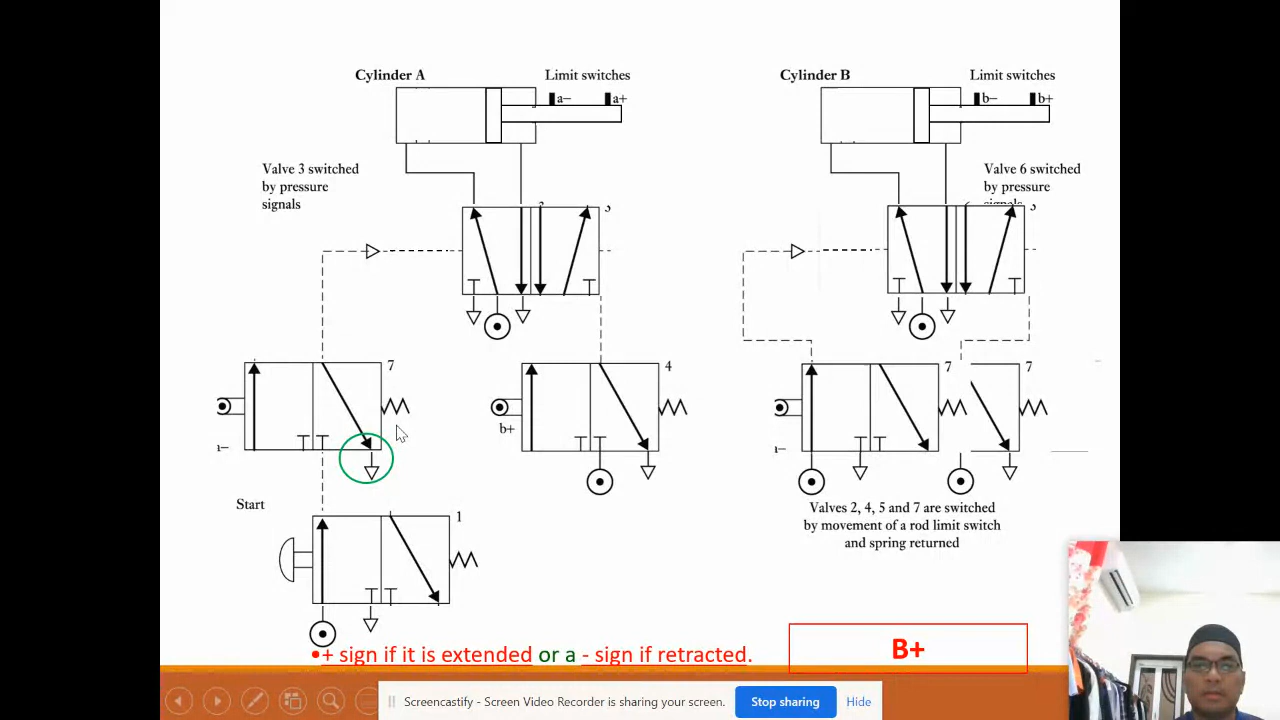 Cylinder A
Limit switches
Cylinder B
Limit switches
a–
a+
b–
b+
Valve 3 switched
by pressure
signals
Valve 6 switched
by pressure
signals
7
4
7
7
b+
Start
1
Valves 2, 4, 5 and 7 are switched
by movement of a rod limit switch
and spring returned
•+ sign if it is extended or a - sign if retracted.
B+
Screencastify - Screen Video Recorder is sharing your screen.
Stop sharing
Hide